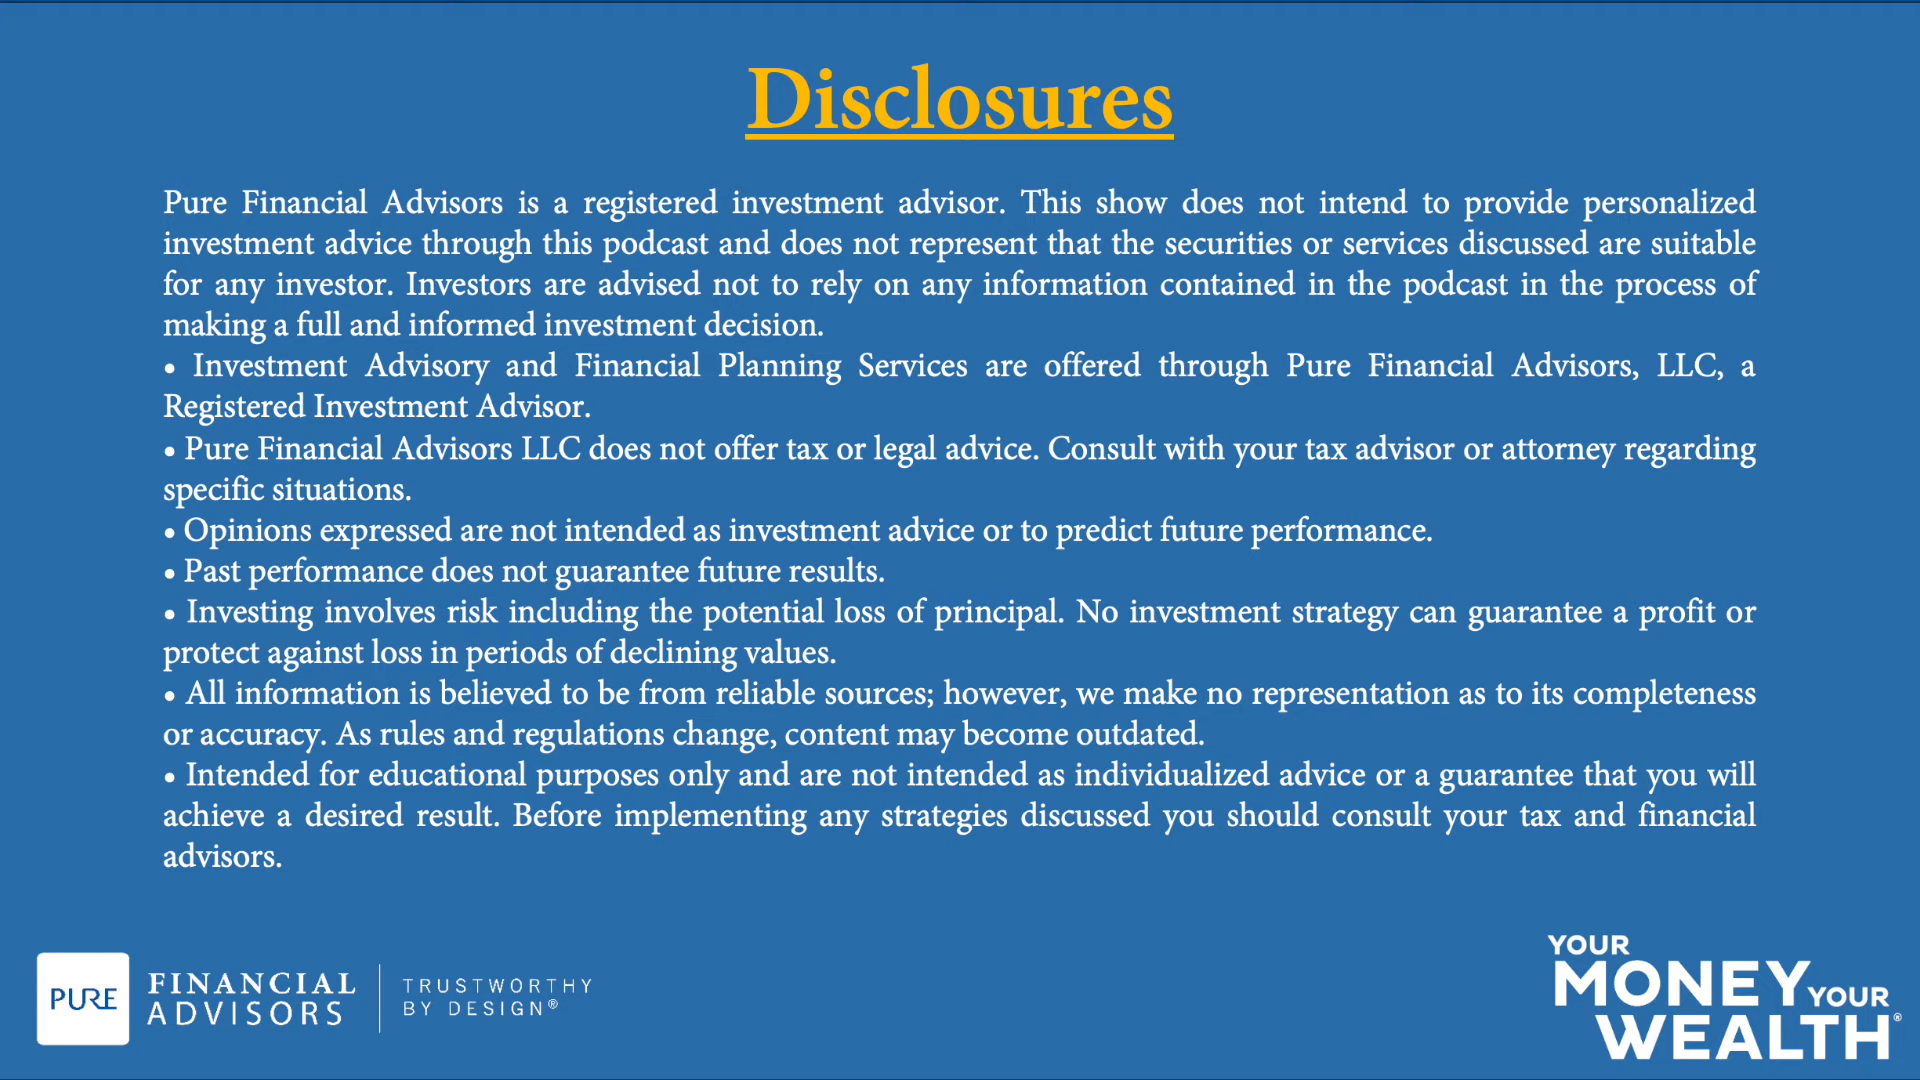 Disclosures
Pure Financial Advisors is a registered investment advisor. This show does not intend to provide personalized
investment advice through this podcast and does not represent that the securities or services discussed are suitable
for any investor. Investors are advised not to rely on any information contained in the podcast in the process of
making a full and informed investment decision.
• Investment Advisory and Financial Planning Services are offered through Pure Financial Advisors, LLC, a
Registered Investment Advisor.
• Pure Financial Advisors LLC does not offer tax or legal advice. Consult with your tax advisor or attorney regarding
specific situations.
• Opinions expressed are not intended as investment advice or to predict future performance.
• Past performance does not guarantee future results.
• Investing involves risk including the potential loss of principal. No investment strategy can guarantee a profit or
protect against loss in periods of declining values.
• All information is believed to be from reliable sources; however, we make no representation as to its completeness
or accuracy. As rules and regulations change, content may become outdated.
• Intended for educational purposes only and are not intended as individualized advice or a guarantee that you will
achieve a desired result. Before implementing any strategies discussed you should consult your tax and financial
advisors.
PURE
FINANCIAL
ADVISORS
TRUSTWORTHY
BY DESIGN®
YOUR
MONEY YOUR
WEALTH®